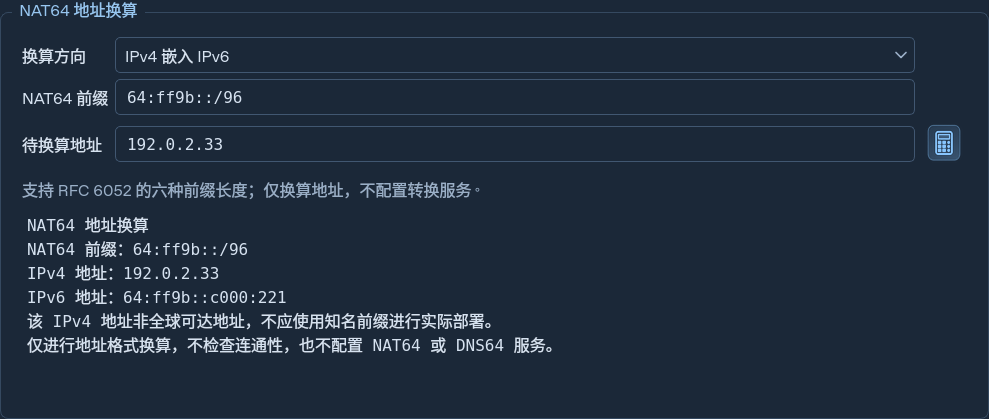 NAT64 地址换算
换算方向 IPv4 嵌入 IPv6
NAT64 前缀 64:ff9b::/96
待换算地址 192.0.2.33
支持 RFC 6052 的六种前缀长度；仅换算地址，不配置转换服务。
NAT64 地址换算
NAT64 前缀：64:ff9b::/96
IPv4 地址：192.0.2.33
IPv6 地址：64:ff9b::c000:221
该 IPv4 地址非全球可达地址，不应使用知名前缀进行实际部署。
仅进行地址格式换算，不检查连通性，也不配置 NAT64 或 DNS64 服务。